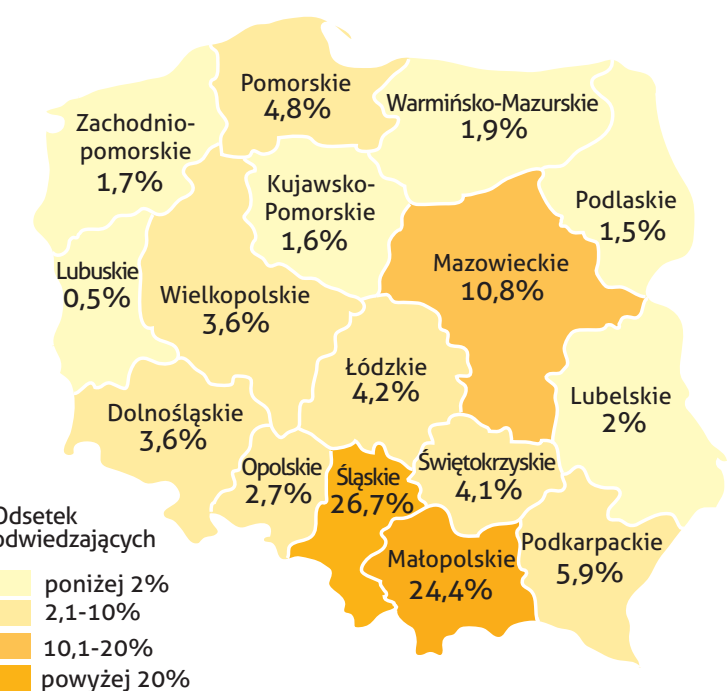 Pomorskie
4,8%
Warmińsko-Mazurskie
1,9%
Zachodnio-
pomorskie
1,7%
Kujawsko-
Pomorskie
1,6%
Podlaskie
1,5%
Lubuskie
0,5%
Wielkopolskie
3,6%
Mazowieckie
10,8%
Łódzkie
4,2%
Lubelskie
2%
Dolnośląskie
3,6%
Opolskie
2,7%
Śląskie
26,7%
Świętokrzyskie
4,1%
Małopolskie
24,4%
Podkarpackie
5,9%
Odsetek
odwiedzających
poniżej 2%
2,1-10%
10,1-20%
powyżej 20%